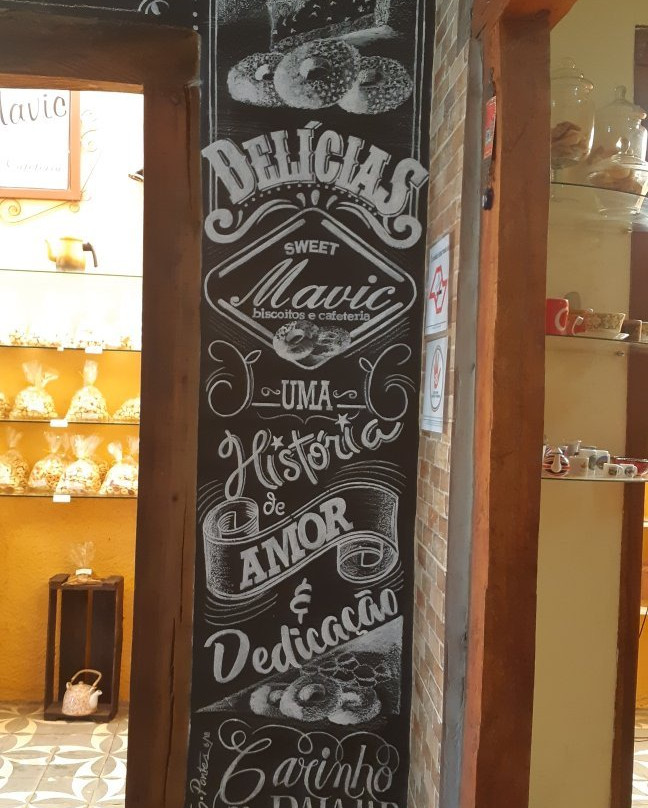 Mavic
DELÍCIAS
SWEET
Mavic
biscoitos e cafeteria
UMA
História
de
AMOR
&
Dedicação
Carinho